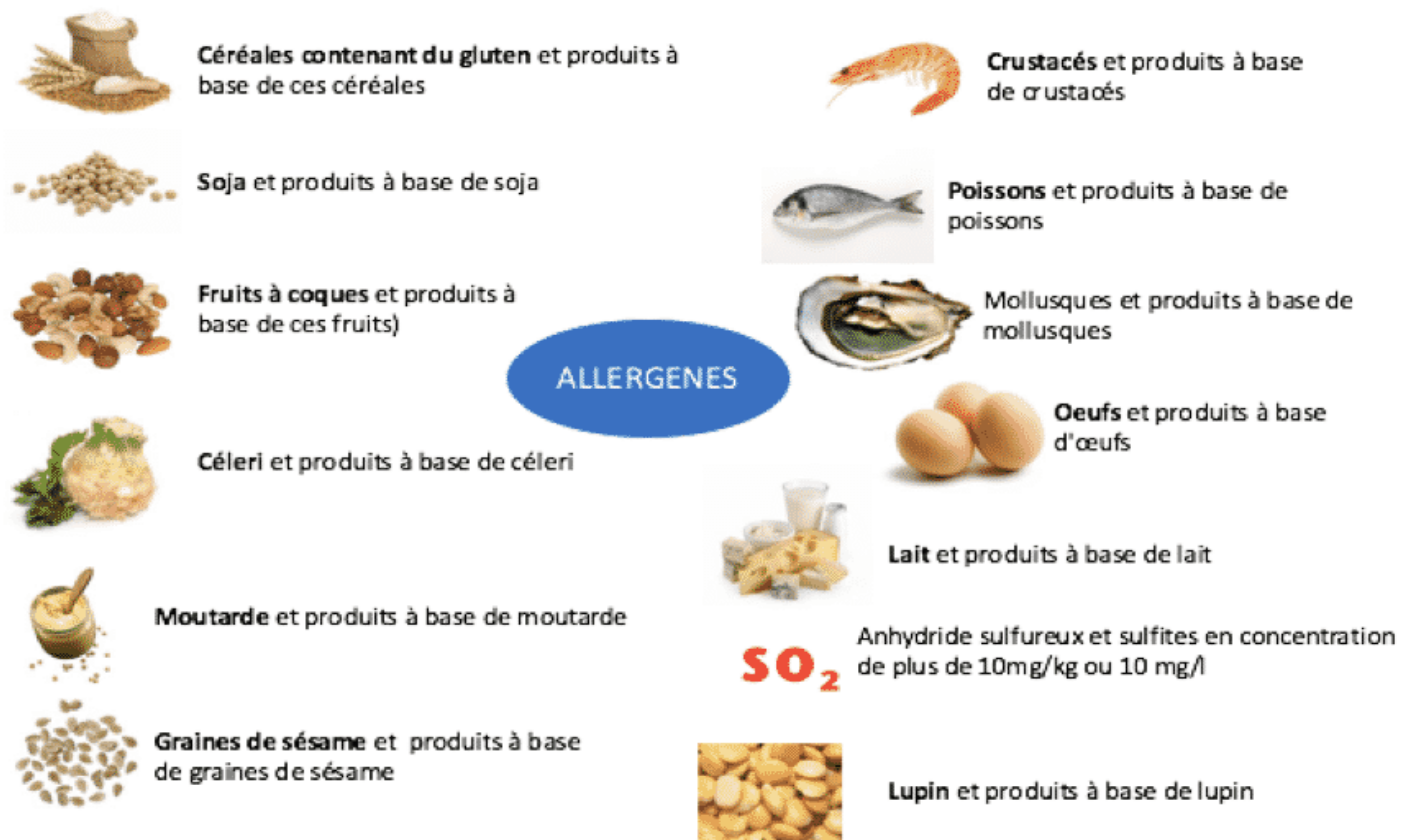 Céréales contenant du gluten et produits à
base de ces céréales
Soja et produits à base de soja
Fruits à coques et produits à
base de ces fruits)
Céleri et produits à base de céleri
Moutarde et produits à base de moutarde
Graines de sésame et produits à base
de graines de sésame
ALLERGENES
Crustacés et produits à base
de crustacés
Poissons et produits à base de
poissons
Mollusques et produits à base de
mollusques
Oeufs et produits à base
d'œufs
Lait et produits à base de lait
SO₂
Anhydride sulfureux et sulfites en concentration
de plus de 10mg/kg ou 10 mg/l
Lupin et produits à base de lupin